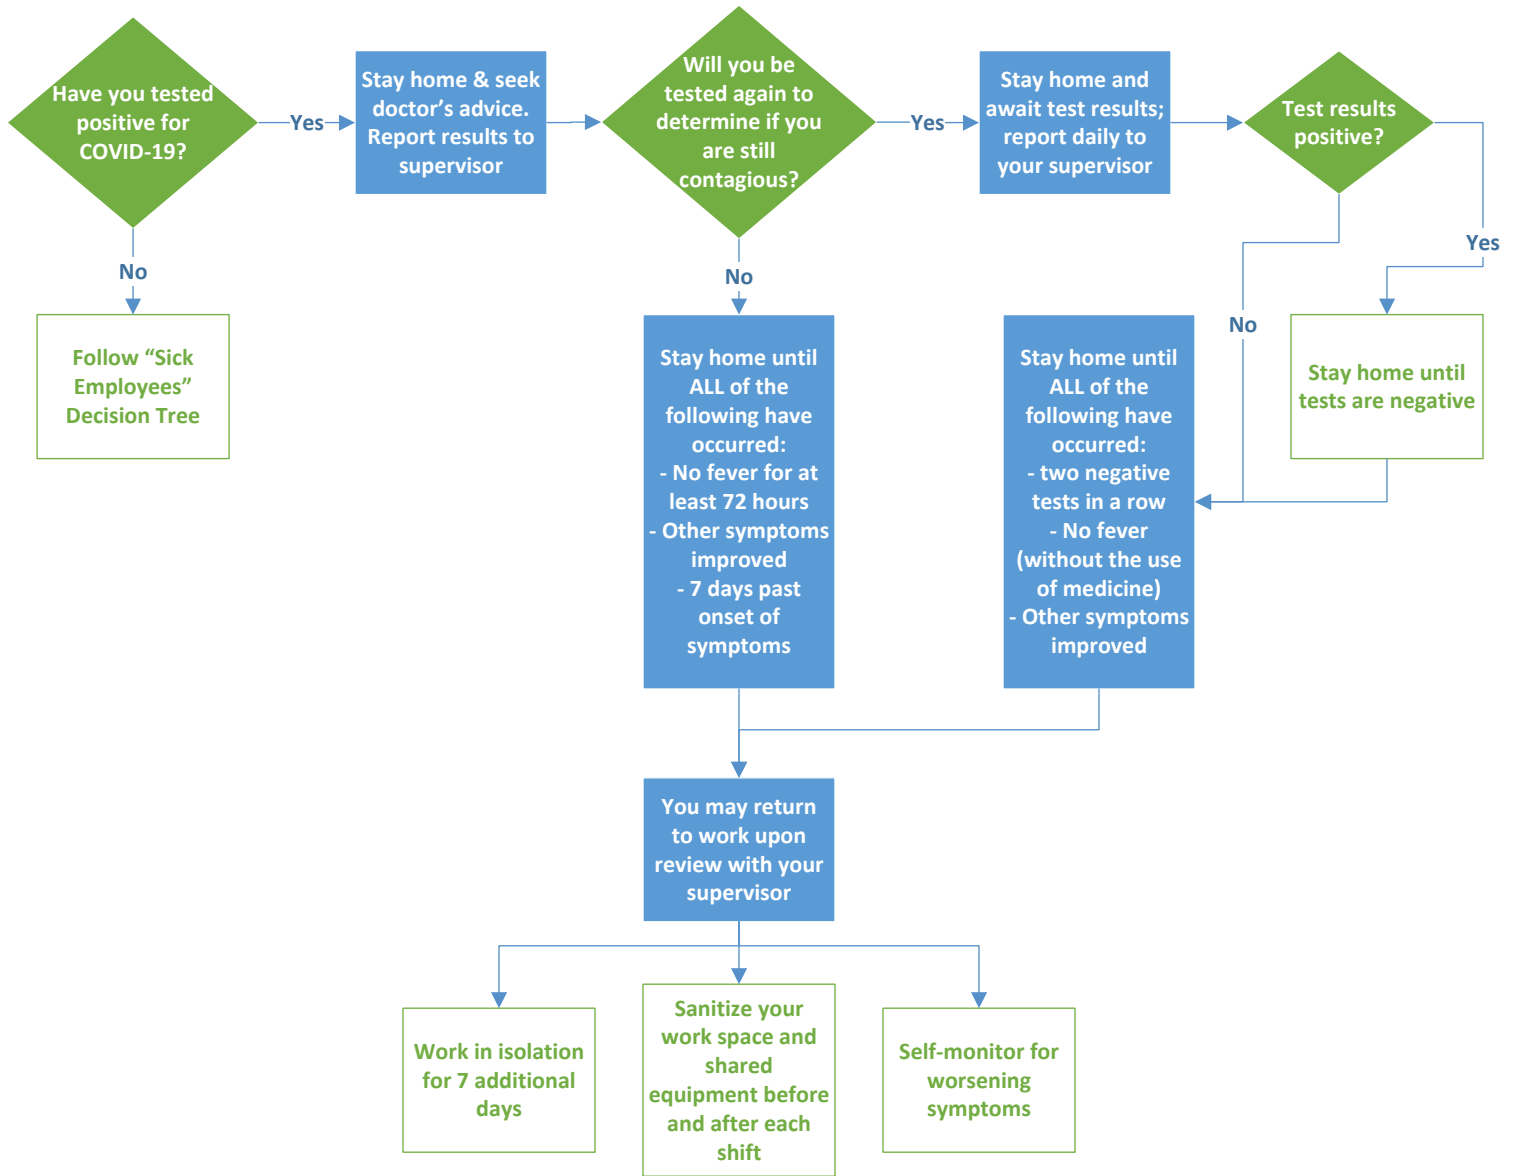 Have you tested
positive for
COVID-19?
Yes
Stay home & seek
doctor's advice.
Report results to
supervisor
Will you be
tested again to
determine if you
are still
contagious?
Yes
Stay home and
await test results;
report daily to
your supervisor
Test results
positive?
Yes
No
No
No
Follow “Sick
Employees”
Decision Tree
Stay home until
ALL of the
following have
occurred:
- No fever for at
least 72 hours
- Other symptoms
improved
- 7 days past
onset of
symptoms
Stay home until
ALL of the
following have
occurred:
- two negative
tests in a row
- No fever
(without the use
of medicine)
- Other symptoms
improved
Stay home until
tests are negative
You may return
to work upon
review with your
supervisor
Work in isolation
for 7 additional
days
Sanitize your
work space and
shared
equipment before
and after each
shift
Self-monitor for
worsening
symptoms